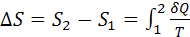 ΔS = S₂ − S₁ = ∫₁² δQ/T